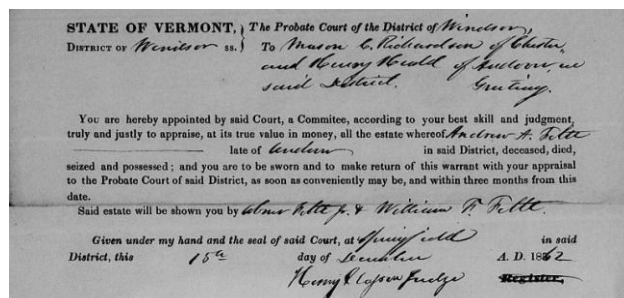 STATE OF VERMONT, } The Probate Court of the District of Windsor,
DISTRICT OF Windsor ss. } To Mason C. Richardson of Chester,
and Henry Heald of Andover, in
said District. Greeting.
You are hereby appointed by said Court, a Commitee, according to your best skill and judgment,
truly and justly to appraise, at its true value in money, all the estate whereof Andrew A. Felte
late of Andover in said District, deceased, died,
seized and possessed; and you are to be sworn and to make return of this warrant with your appraisal
to the Probate Court of said District, as soon as conveniently may be, and within three months from this
date.
Said estate will be shown you by Abner Felte Jr. & William F. Felte.
Given under my hand and the seal of said Court, at Springfield in said
District, this 15th day of December A. D. 1862
Henry Closson Judge Register.